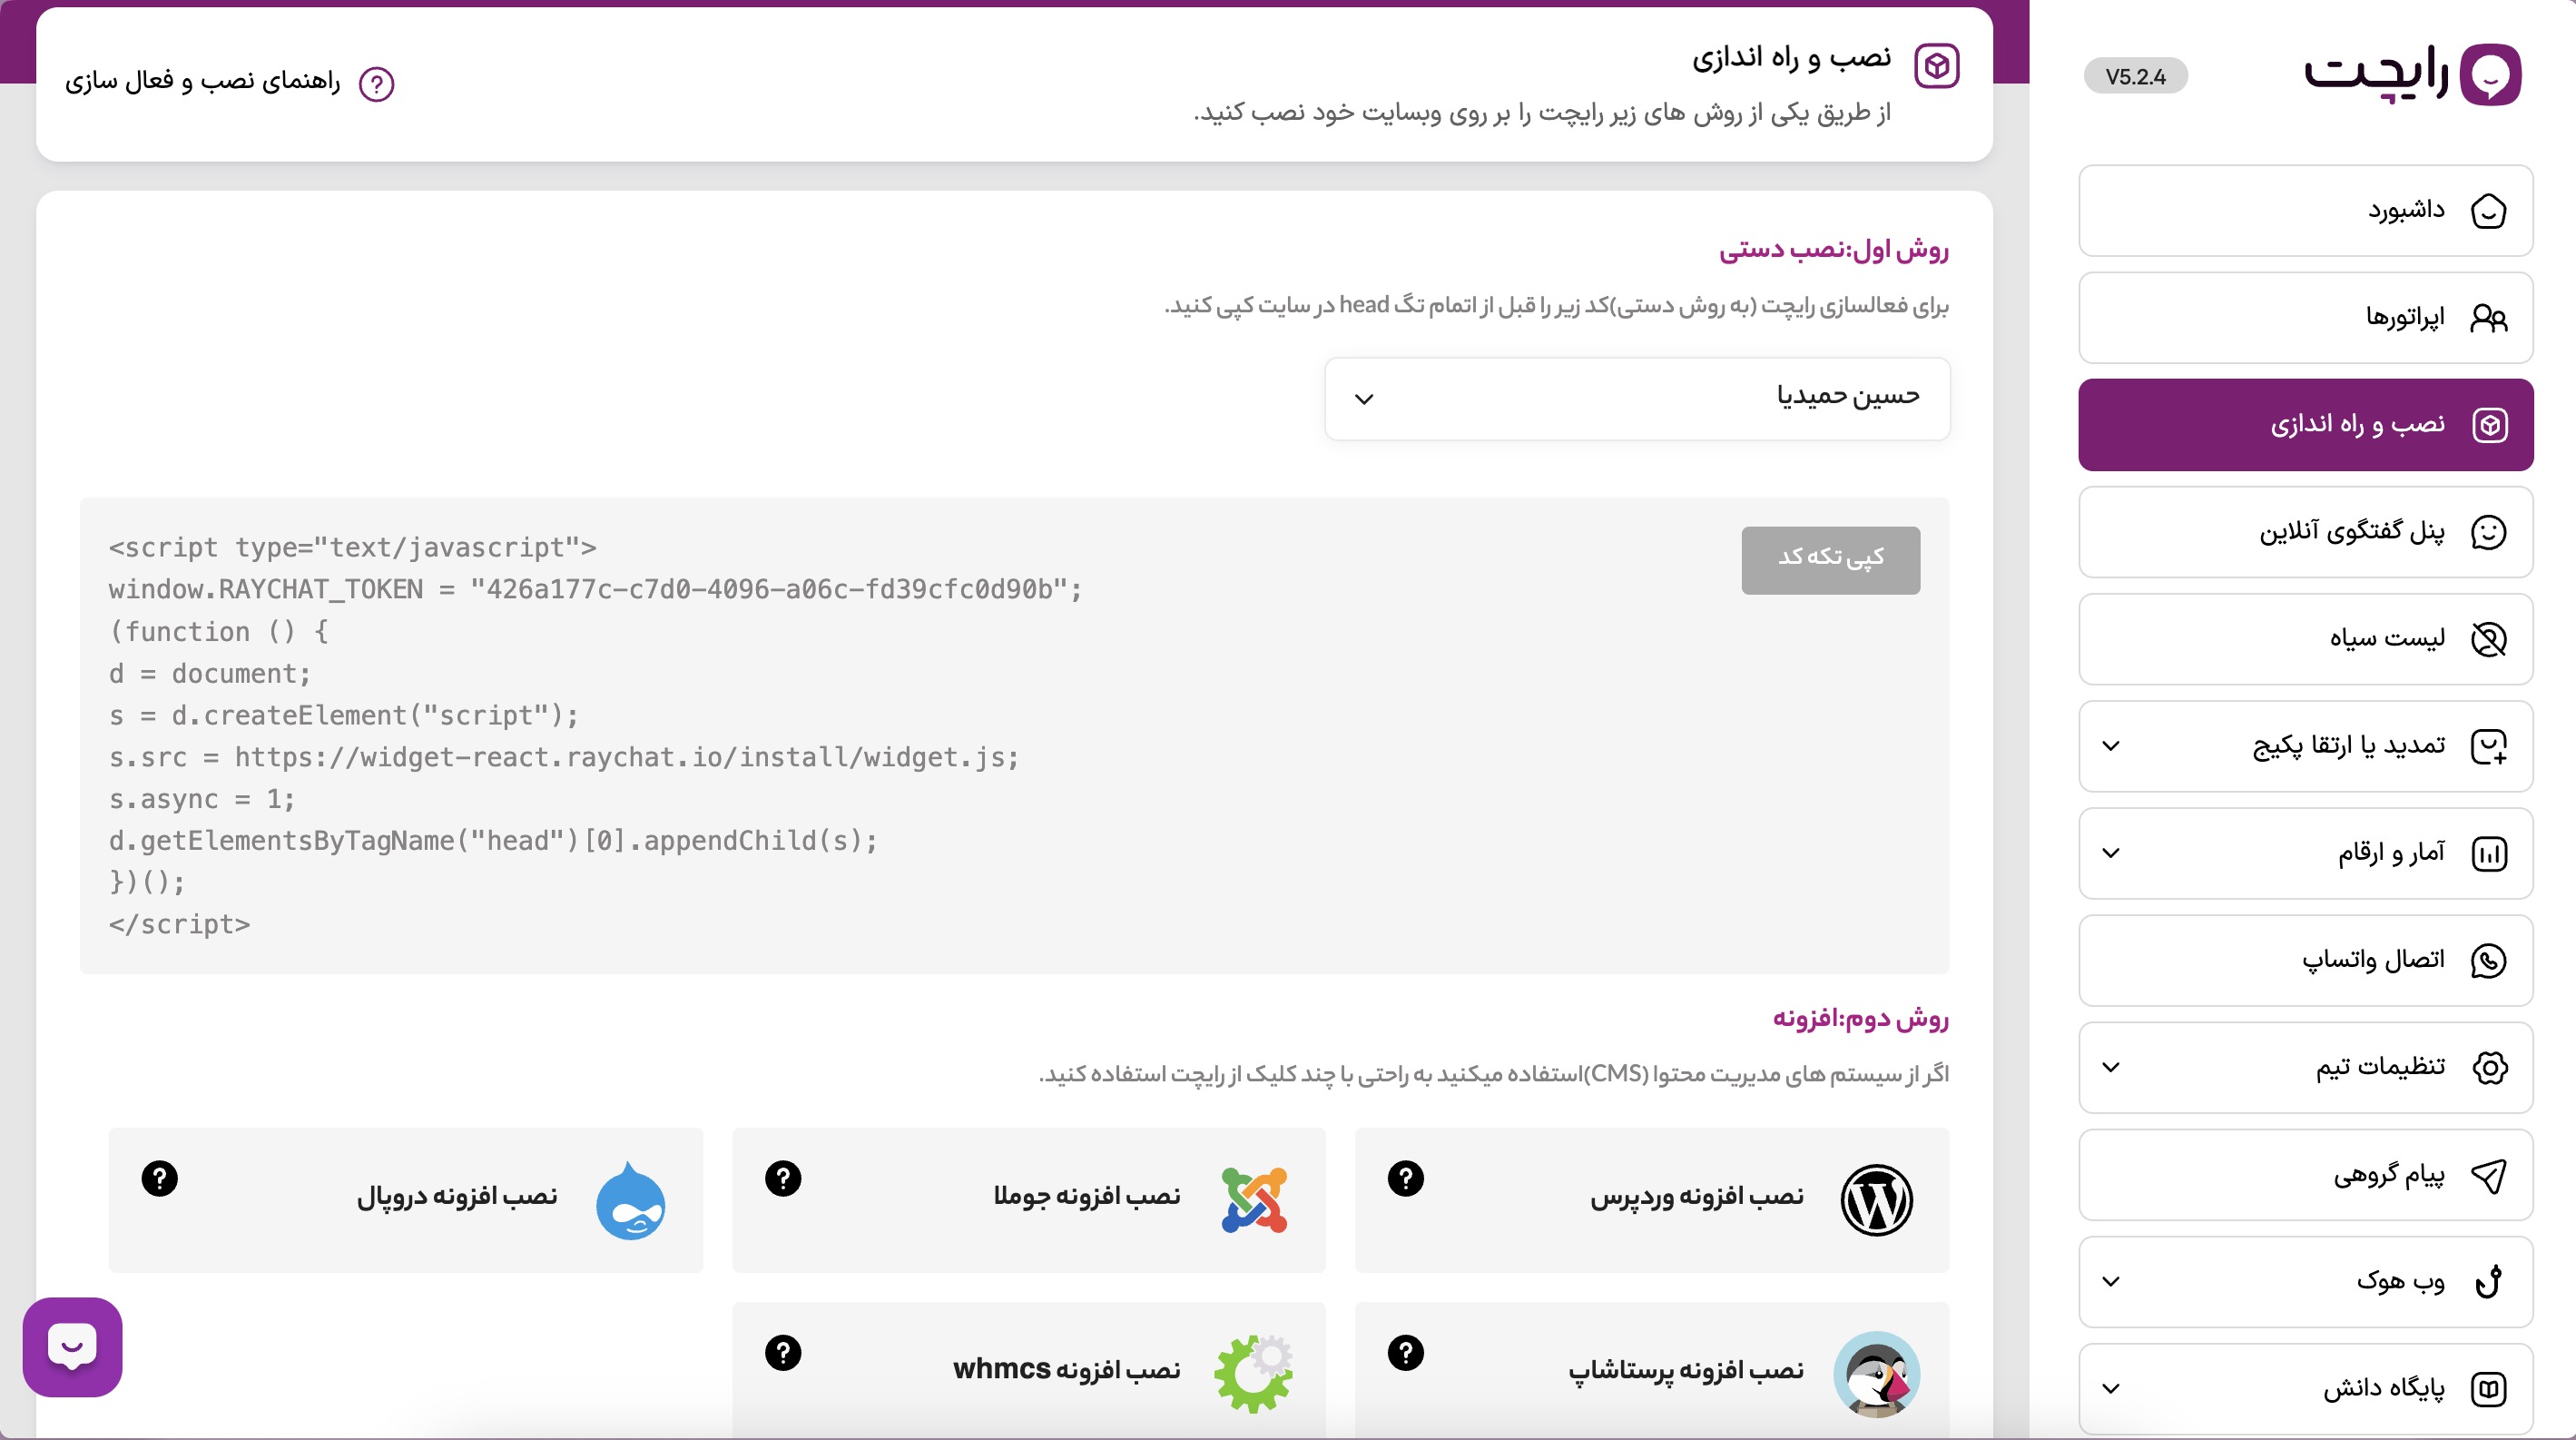 رایچت
V5.2.4
داشبورد
اپراتورها
نصب و راه اندازی
پنل گفتگوی آنلاین
لیست سیاه
تمدید یا ارتقا پکیج
آمار و ارقام
اتصال واتساپ
تنظیمات تیم
پیام گروهی
وب هوک
پایگاه دانش
نصب و راه اندازی
از طریق یکی از روش های زیر رایچت را بر روی وبسایت خود نصب کنید.
راهنمای نصب و فعال سازی
روش اول:نصب دستی
برای فعالسازی رایچت (به روش دستی)کد زیر را قبل از اتمام تگ head در سایت کپی کنید.
حسین حمیدیا
کپی تکه کد
<script type="text/javascript">
window.RAYCHAT_TOKEN = "426a177c-c7d0-4096-a06c-fd39cfc0d90b";
(function () {
d = document;
s = d.createElement("script");
s.src = https://widget-react.raychat.io/install/widget.js;
s.async = 1;
d.getElementsByTagName("head")[0].appendChild(s);
})();
</script>
روش دوم:افزونه
اگر از سیستم های مدیریت محتوا (CMS)استفاده میکنید به راحتی با چند کلیک از رایچت استفاده کنید.
نصب افزونه وردپرس
نصب افزونه جوملا
نصب افزونه دروپال
نصب افزونه پرستاشاپ
نصب افزونه whmcs